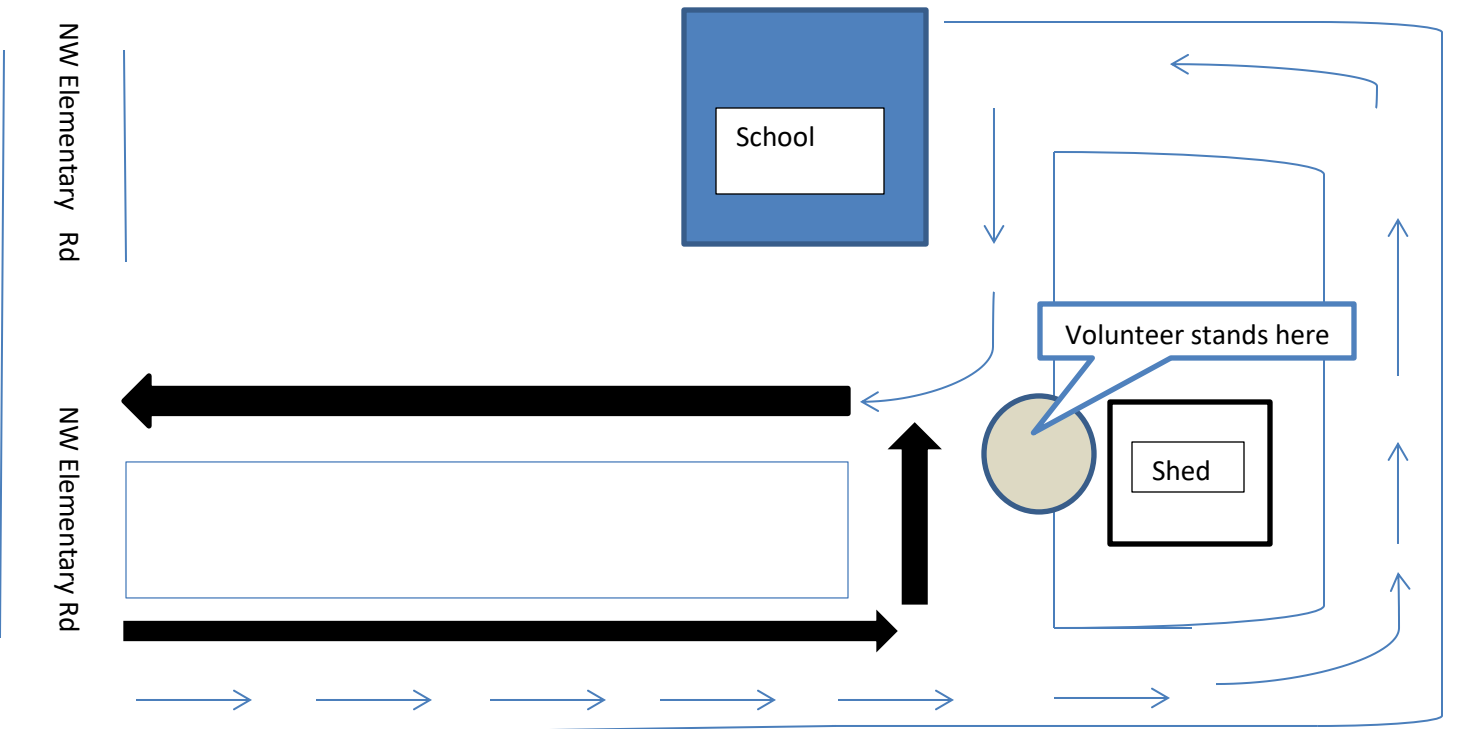 NW Elementary Rd
School
Volunteer stands here
NW Elementary Rd
Shed